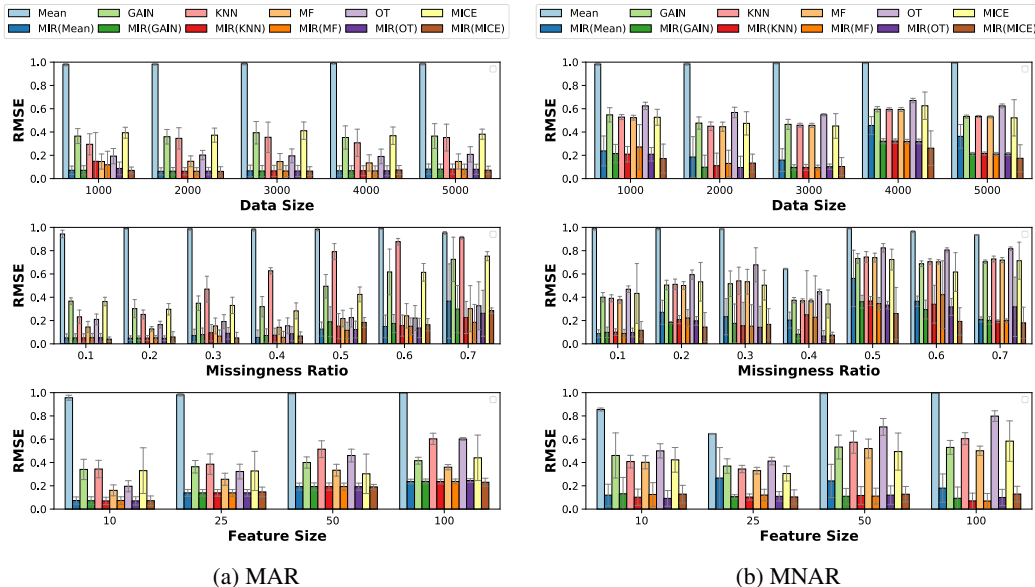 Mean GAIN KNN MF OT MICE
MIR(Mean) MIR(GAIN) MIR(KNN) MIR(MF) MIR(OT) MIR(MICE)
RMSE
1.0
0.8
0.6
0.4
0.2
0.0
1000 2000 3000 4000 5000
Data Size
RMSE
1.0
0.8
0.6
0.4
0.2
0.0
0.1 0.2 0.3 0.4 0.5 0.6 0.7
Missingness Ratio
RMSE
1.0
0.8
0.6
0.4
0.2
0.0
10 25 50 100
Feature Size
(a) MAR
Mean GAIN KNN MF OT MICE
MIR(Mean) MIR(GAIN) MIR(KNN) MIR(MF) MIR(OT) MIR(MICE)
RMSE
1.0
0.8
0.6
0.4
0.2
0.0
1000 2000 3000 4000 5000
Data Size
RMSE
1.0
0.8
0.6
0.4
0.2
0.0
0.1 0.2 0.3 0.4 0.5 0.6 0.7
Missingness Ratio
RMSE
1.0
0.8
0.6
0.4
0.2
0.0
10 25 50 100
Feature Size
(b) MNAR